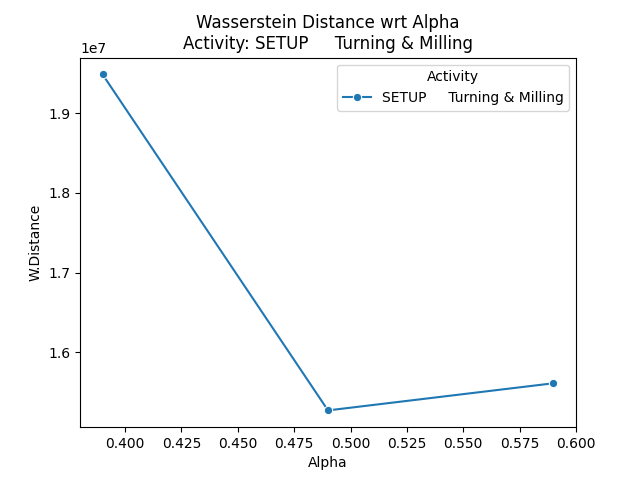 Wasserstein Distance wrt Alpha
Activity: SETUP     Turning & Milling
1e7
Activity
SETUP     Turning & Milling
1.9
1.8
1.7
1.6
W.Distance
0.400 0.425 0.450 0.475 0.500 0.525 0.550 0.575 0.600
Alpha